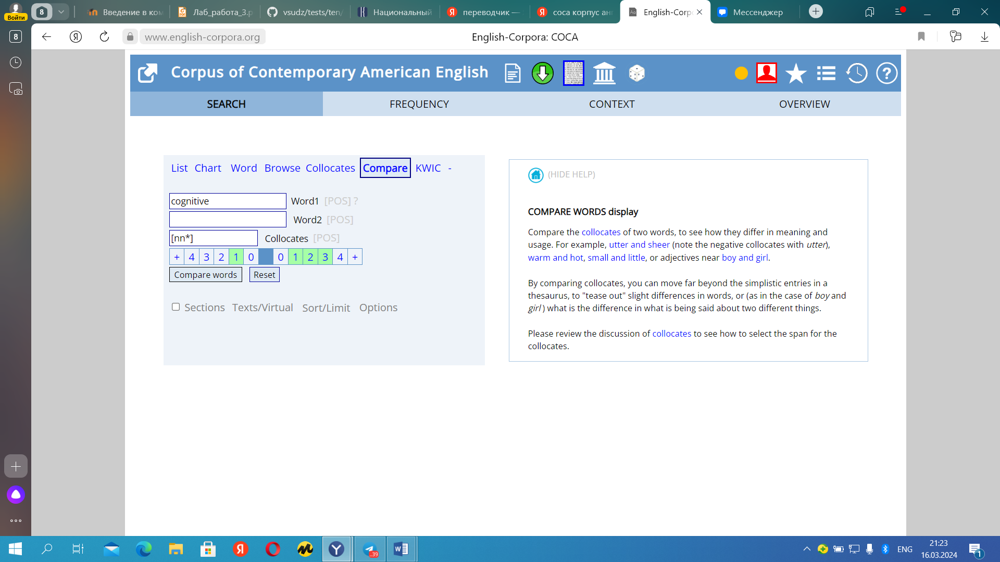 8
Введение в ком
Лаб_работа_3.p
vsudz/tests/ten/
Национальный
переводчик —
соса корпус анг
English-Corpo
Мессенджер
Войти
8
www.english-corpora.org
English-Corpora: COCA
Corpus of Contemporary American English
SEARCH
FREQUENCY
CONTEXT
OVERVIEW
List Chart Word Browse Collocates Compare KWIC -
cognitive Word1 [POS] ?
Word2 [POS]
[nn*] Collocates [POS]
+ 4 3 2 1 0 0 1 2 3 4 +
Compare words Reset
Sections Texts/Virtual Sort/Limit Options
(HIDE HELP)
COMPARE WORDS display
Compare the collocates of two words, to see how they differ in meaning and
usage. For example, utter and sheer (note the negative collocates with utter),
warm and hot, small and little, or adjectives near boy and girl.
By comparing collocates, you can move far beyond the simplistic entries in a
thesaurus, to "tease out" slight differences in words, or (as in the case of boy and
girl ) what is the difference in what is being said about two different things.
Please review the discussion of collocates to see how to select the span for the
collocates.
..39
ENG
21:23
16.03.2024
1